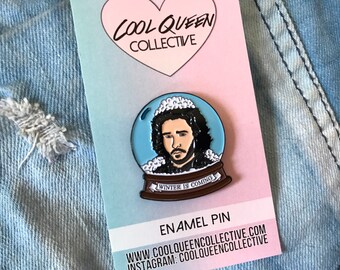 COOL QUEEN
COLLECTIVE
WINTER IS COMING
ENAMEL PIN
WWW.COOLQUEENCOLLECTIVE.COM
INSTAGRAM: COOLQUEENCOLLECTIVE